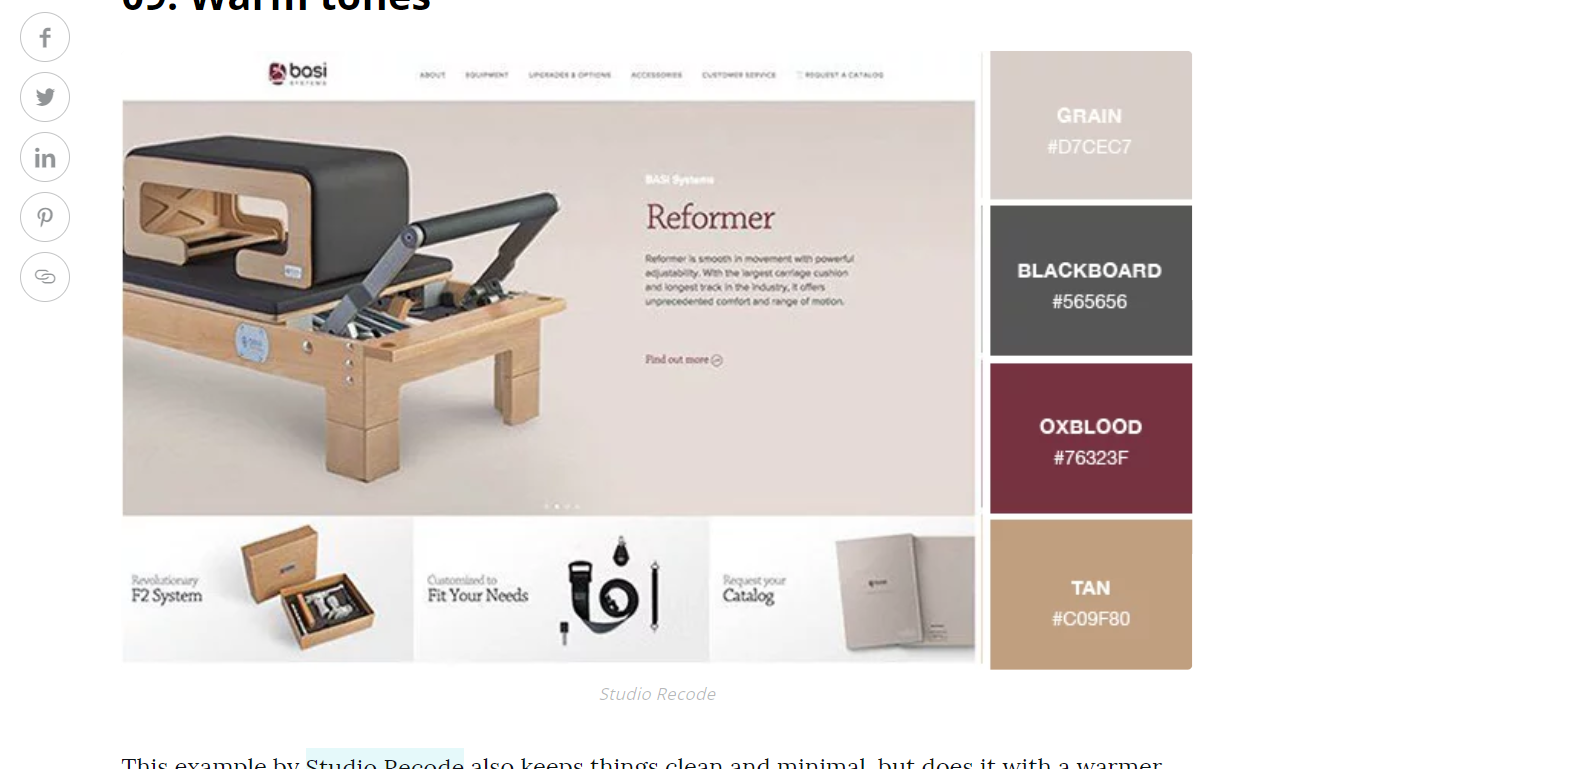 09. Warm tones
basi
SYSTEMS
ABOUT EQUIPMENT UPGRADES & OPTIONS ACCESSORIES CUSTOMER SERVICE REQUEST A CATALOG
BASI Systems
Reformer
Reformer is smooth in movement with powerful
adjustability. With the largest carriage cushion
and longest track in the industry, it offers
unprecedented comfort and range of motion.
Find out more
Revolutionary
F2 System
Customized to
Fit Your Needs
Request your
Catalog
GRAIN
#D7CEC7
BLACKBOARD
#565656
OXBLOOD
#76323F
TAN
#C09F80
Studio Recode
This example by Studio Recode also keeps things clean and minimal, but does it with a warmer